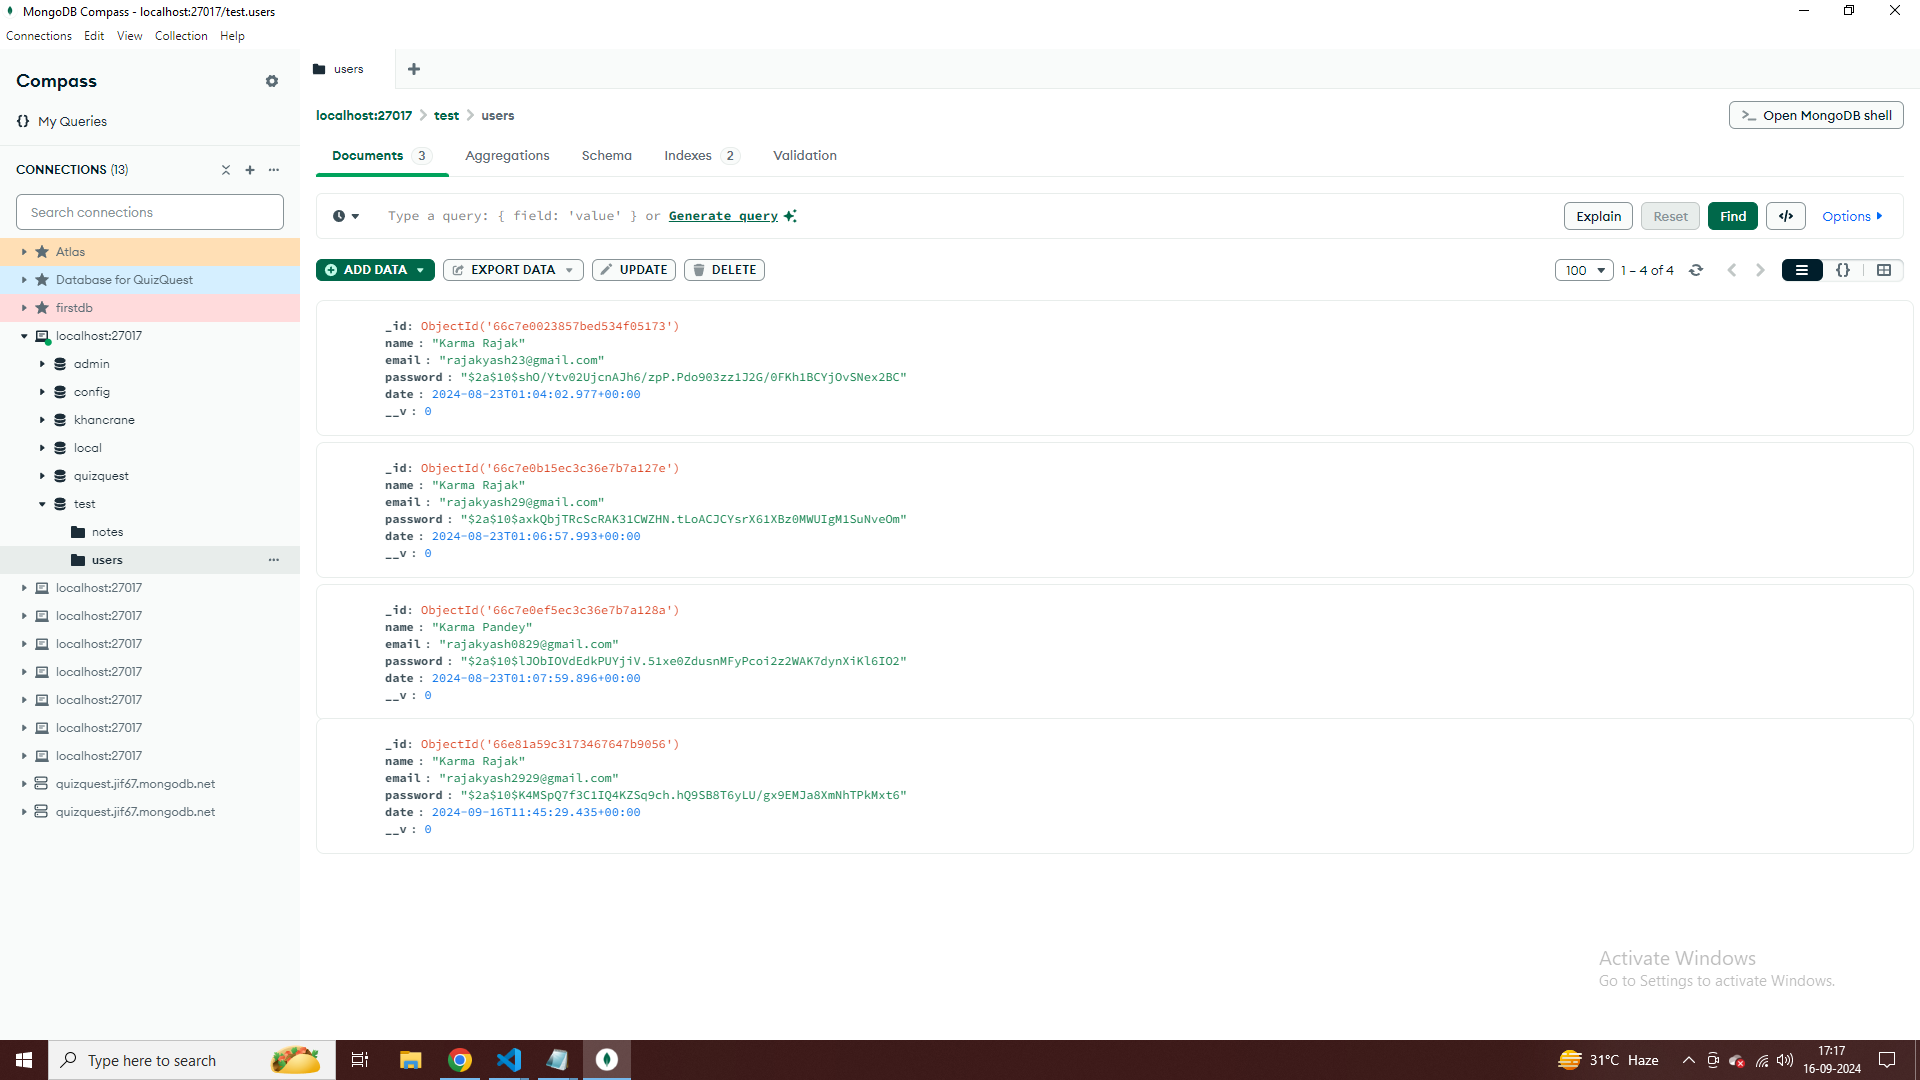 MongoDB Compass - localhost:27017/test.users
Connections Edit View Collection Help
Compass
My Queries
CONNECTIONS (13)
Search connections
Atlas
Database for QuizQuest
firstdb
localhost:27017
admin
config
khancrane
local
quizquest
test
notes
users
localhost:27017
localhost:27017
localhost:27017
localhost:27017
localhost:27017
localhost:27017
localhost:27017
quizquest.jif67.mongodb.net
quizquest.jif67.mongodb.net
users
localhost:27017 > test > users
Open MongoDB shell
Documents 3 Aggregations Schema Indexes 2 Validation
Type a query: { field: 'value' } or Generate query
Explain Reset Find </> Options
ADD DATA EXPORT DATA UPDATE DELETE
100 1 – 4 of 4
_id: ObjectId('66c7e0023857bed534f05173')
name : "Karma Rajak"
email : "rajakyash23@gmail.com"
password : "$2a$10$shO/Ytv02UjcnAJh6/zpP.Pdo903zz1J2G/0FKh1BCYjOvSNex2BC"
date : 2024-08-23T01:04:02.977+00:00
__v : 0
_id: ObjectId('66c7e0b15ec3c36e7b7a127e')
name : "Karma Rajak"
email : "rajakyash29@gmail.com"
password : "$2a$10$axkQbjTRcScRAK31CWZHN.tLoACJCYsrX61XBz0MWUIgM1SuNveOm"
date : 2024-08-23T01:06:57.993+00:00
__v : 0
_id: ObjectId('66c7e0ef5ec3c36e7b7a128a')
name : "Karma Pandey"
email : "rajakyash0829@gmail.com"
password : "$2a$10$lJObIOVdEdkPUYjiV.51xe0ZdusnMFyPcoi2z2WAK7dynXiKl6IO2"
date : 2024-08-23T01:07:59.896+00:00
__v : 0
_id: ObjectId('66e81a59c3173467647b9056')
name : "Karma Rajak"
email : "rajakyash2929@gmail.com"
password : "$2a$10$K4MSpQ7f3C1IQ4KZSq9ch.hQ9SB8T6yLU/gx9EMJa8XmNhTPkMxt6"
date : 2024-09-16T11:45:29.435+00:00
__v : 0
Activate Windows
Go to Settings to activate Windows.
Type here to search
31°C Haze
17:17
16-09-2024